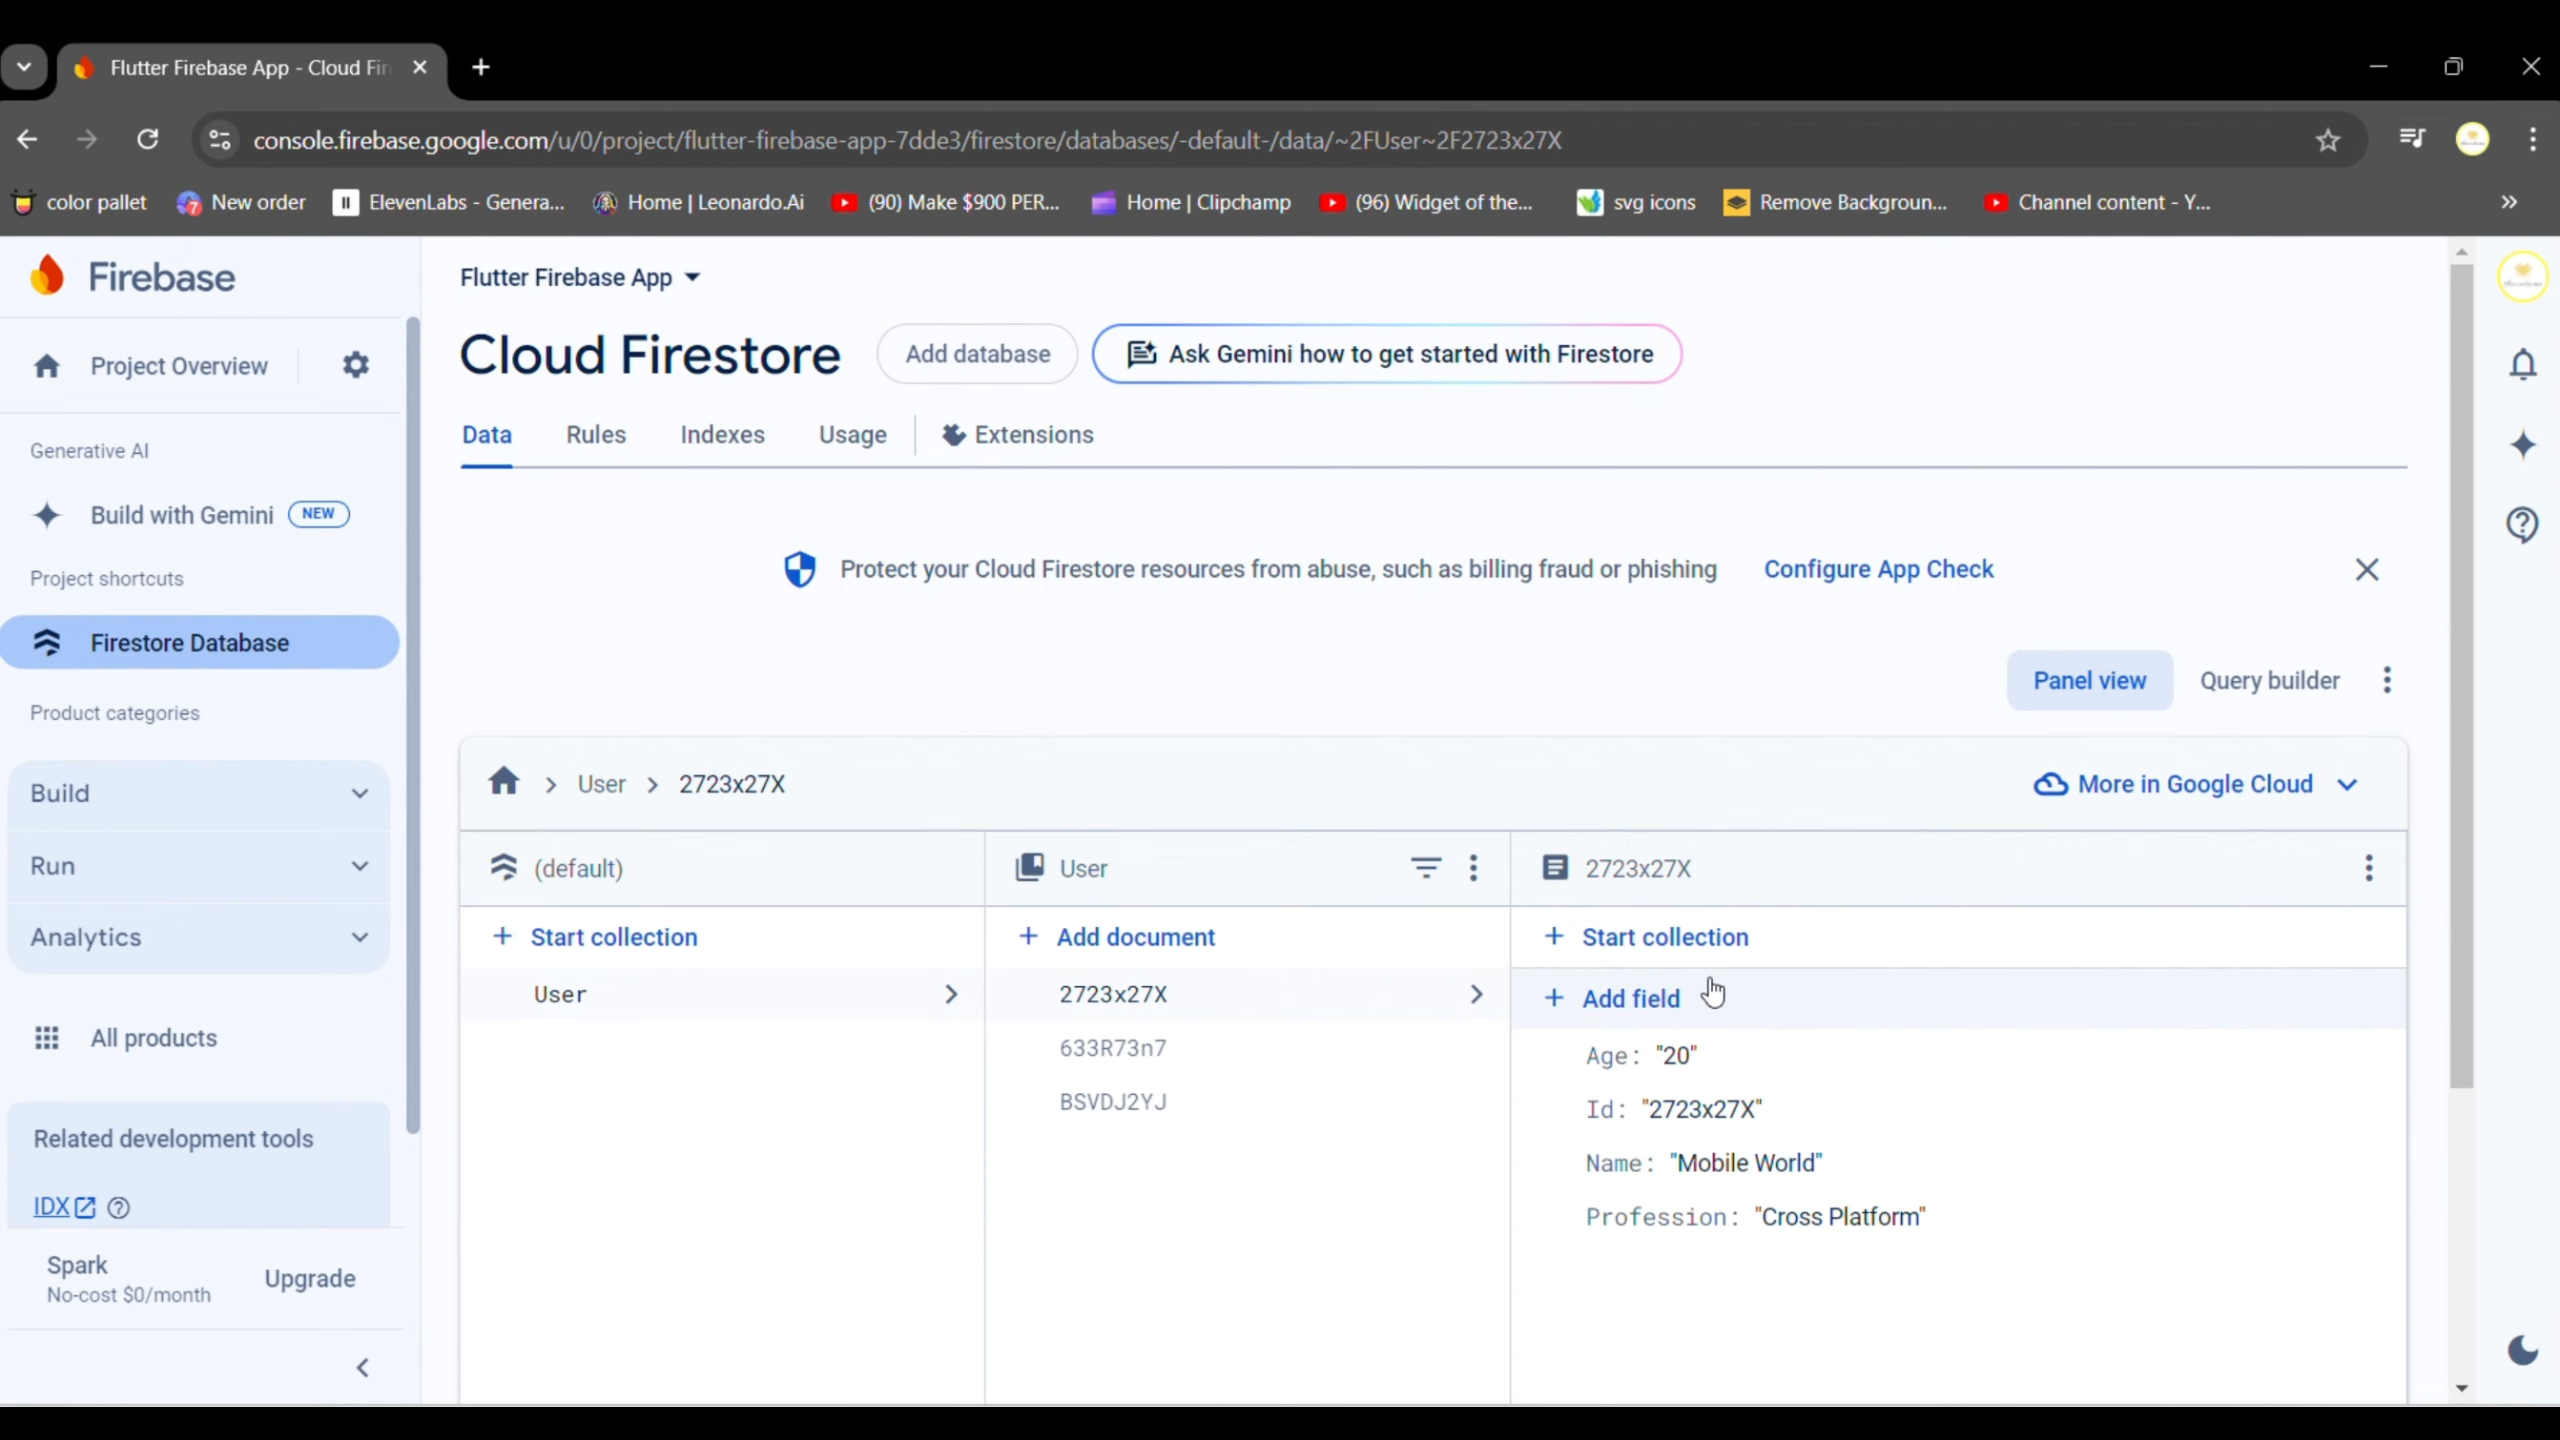 Flutter Firebase App - Cloud Fir
console.firebase.google.com/u/0/project/flutter-firebase-app-7dde3/firestore/databases/-default-/data/~2FUser~2F2723x27X
color pallet New order ElevenLabs - Genera... Home | Leonardo.Ai (90) Make $900 PER... Home | Clipchamp (96) Widget of the... svg icons Remove Backgroun... Channel content - Y... »
Firebase
Project Overview
Generative AI
Build with Gemini NEW
Project shortcuts
Firestore Database
Product categories
Build
Run
Analytics
All products
Related development tools
IDX
Spark
No-cost $0/month
Upgrade
Flutter Firebase App
Cloud Firestore Add database Ask Gemini how to get started with Firestore
Data Rules Indexes Usage Extensions
Protect your Cloud Firestore resources from abuse, such as billing fraud or phishing Configure App Check
Panel view Query builder
User > 2723x27X More in Google Cloud
(default)
+ Start collection
User
User
+ Add document
2723x27X
633R73n7
BSVDJ2YJ
2723x27X
+ Start collection
+ Add field
Age: "20"
Id: "2723x27X"
Name: "Mobile World"
Profession: "Cross Platform"